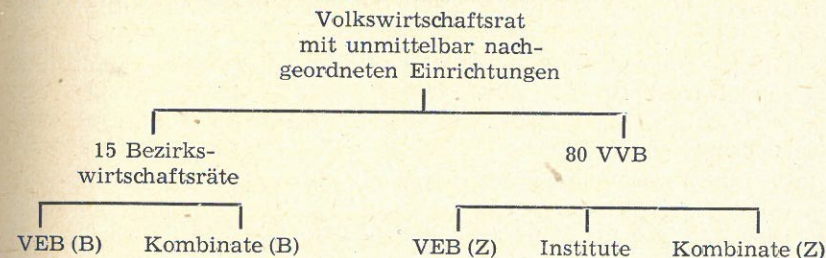 Volkswirtschaftsrat
mit unmittelbar nach-
geordneten Einrichtungen
15 Bezirks-
wirtschaftsräte
80 VVB
VEB (B) Kombinate (B) VEB (Z) Institute Kombinate (Z)